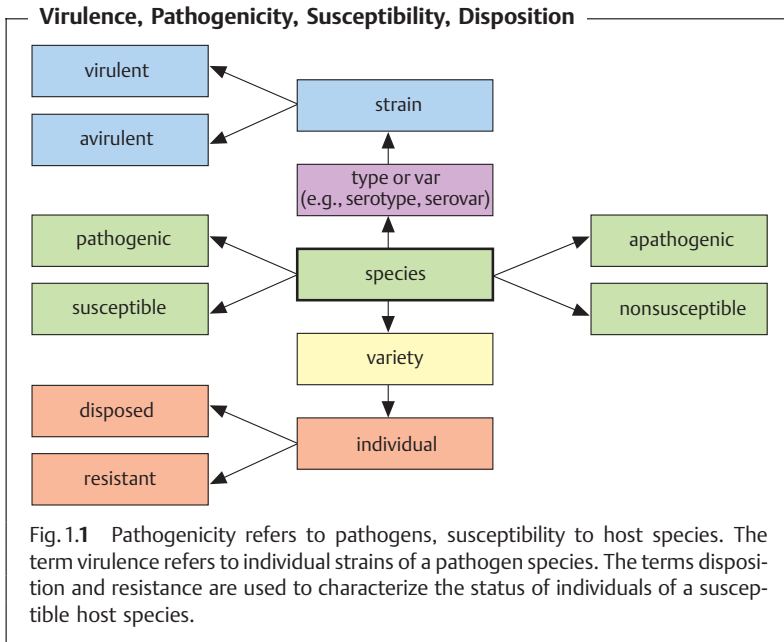 Virulence, Pathogenicity, Susceptibility, Disposition
virulent
strain
avirulent
type or var
(e.g., serotype, serovar)
pathogenic
apathogenic
species
susceptible
nonsusceptible
variety
disposed
individual
resistant
Fig.1.1 Pathogenicity refers to pathogens, susceptibility to host species. The
term virulence refers to individual strains of a pathogen species. The terms disposi-
tion and resistance are used to characterize the status of individuals of a suscep-
tible host species.